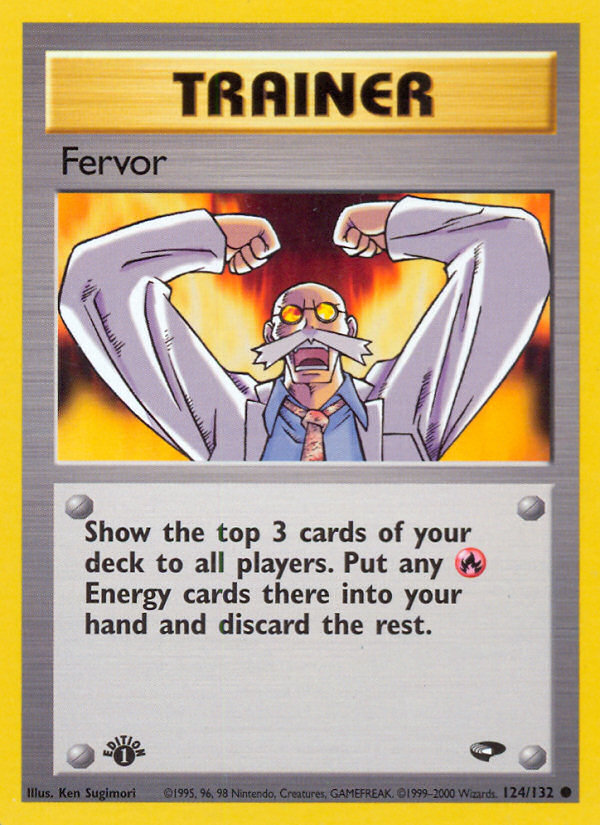 TRAINER
Fervor
Show the top 3 cards of your
deck to all players. Put any
Energy cards there into your
hand and discard the rest.
EDITION
1
Illus. Ken Sugimori ©1995, 96, 98 Nintendo, Creatures, GAMEFREAK. ©1999–2000 Wizards. 124/132